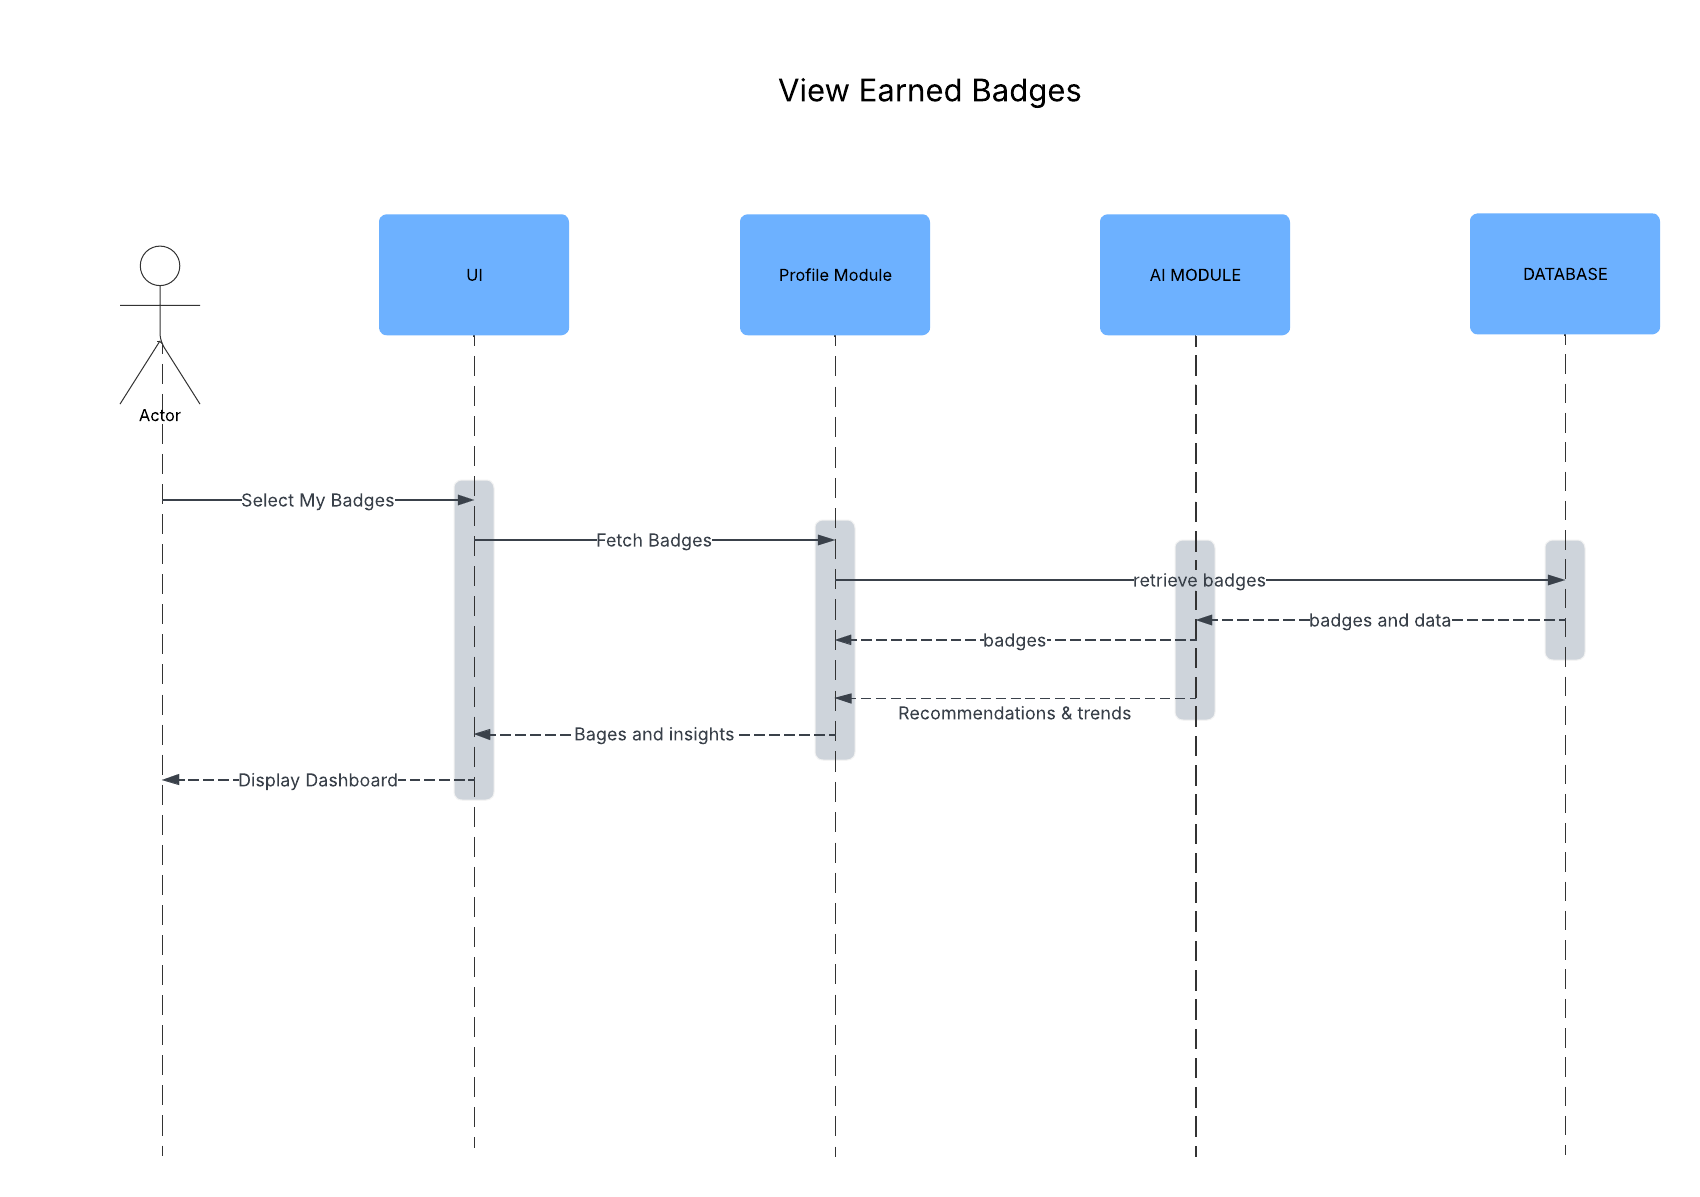 View Earned Badges
UI
Profile Module
AI MODULE
DATABASE
Actor
Select My Badges
Fetch Badges
retrieve badges
badges and data
badges
Recommendations & trends
Bages and insights
Display Dashboard